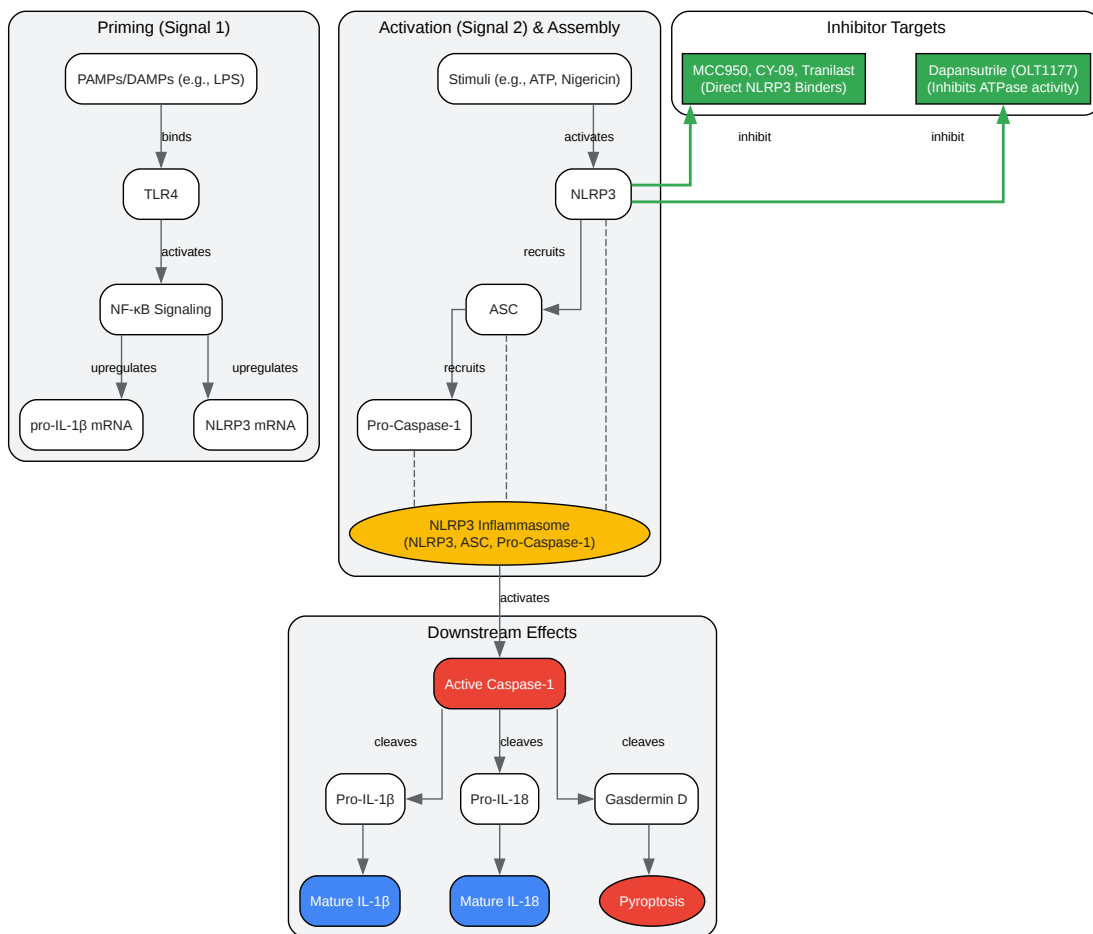 Priming (Signal 1)
PAMPs/DAMPs (e.g., LPS)
binds
TLR4
activates
NF-κB Signaling
upregulates
upregulates
pro-IL-1β mRNA
NLRP3 mRNA
Activation (Signal 2) & Assembly
Stimuli (e.g., ATP, Nigericin)
activates
NLRP3
recruits
ASC
recruits
Pro-Caspase-1
NLRP3 Inflammasome
(NLRP3, ASC, Pro-Caspase-1)
Inhibitor Targets
MCC950, CY-09, Tranilast
(Direct NLRP3 Binders)
Dapansutrile (OLT1177)
(Inhibits ATPase activity)
inhibit
inhibit
activates
Downstream Effects
Active Caspase-1
cleaves
cleaves
cleaves
Pro-IL-1β
Pro-IL-18
Gasdermin D
Mature IL-1β
Mature IL-18
Pyroptosis